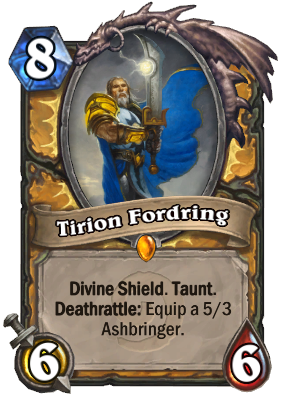 8
Tirion Fordring
Divine Shield. Taunt.
Deathrattle: Equip a 5/3
Ashbringer.
6
6